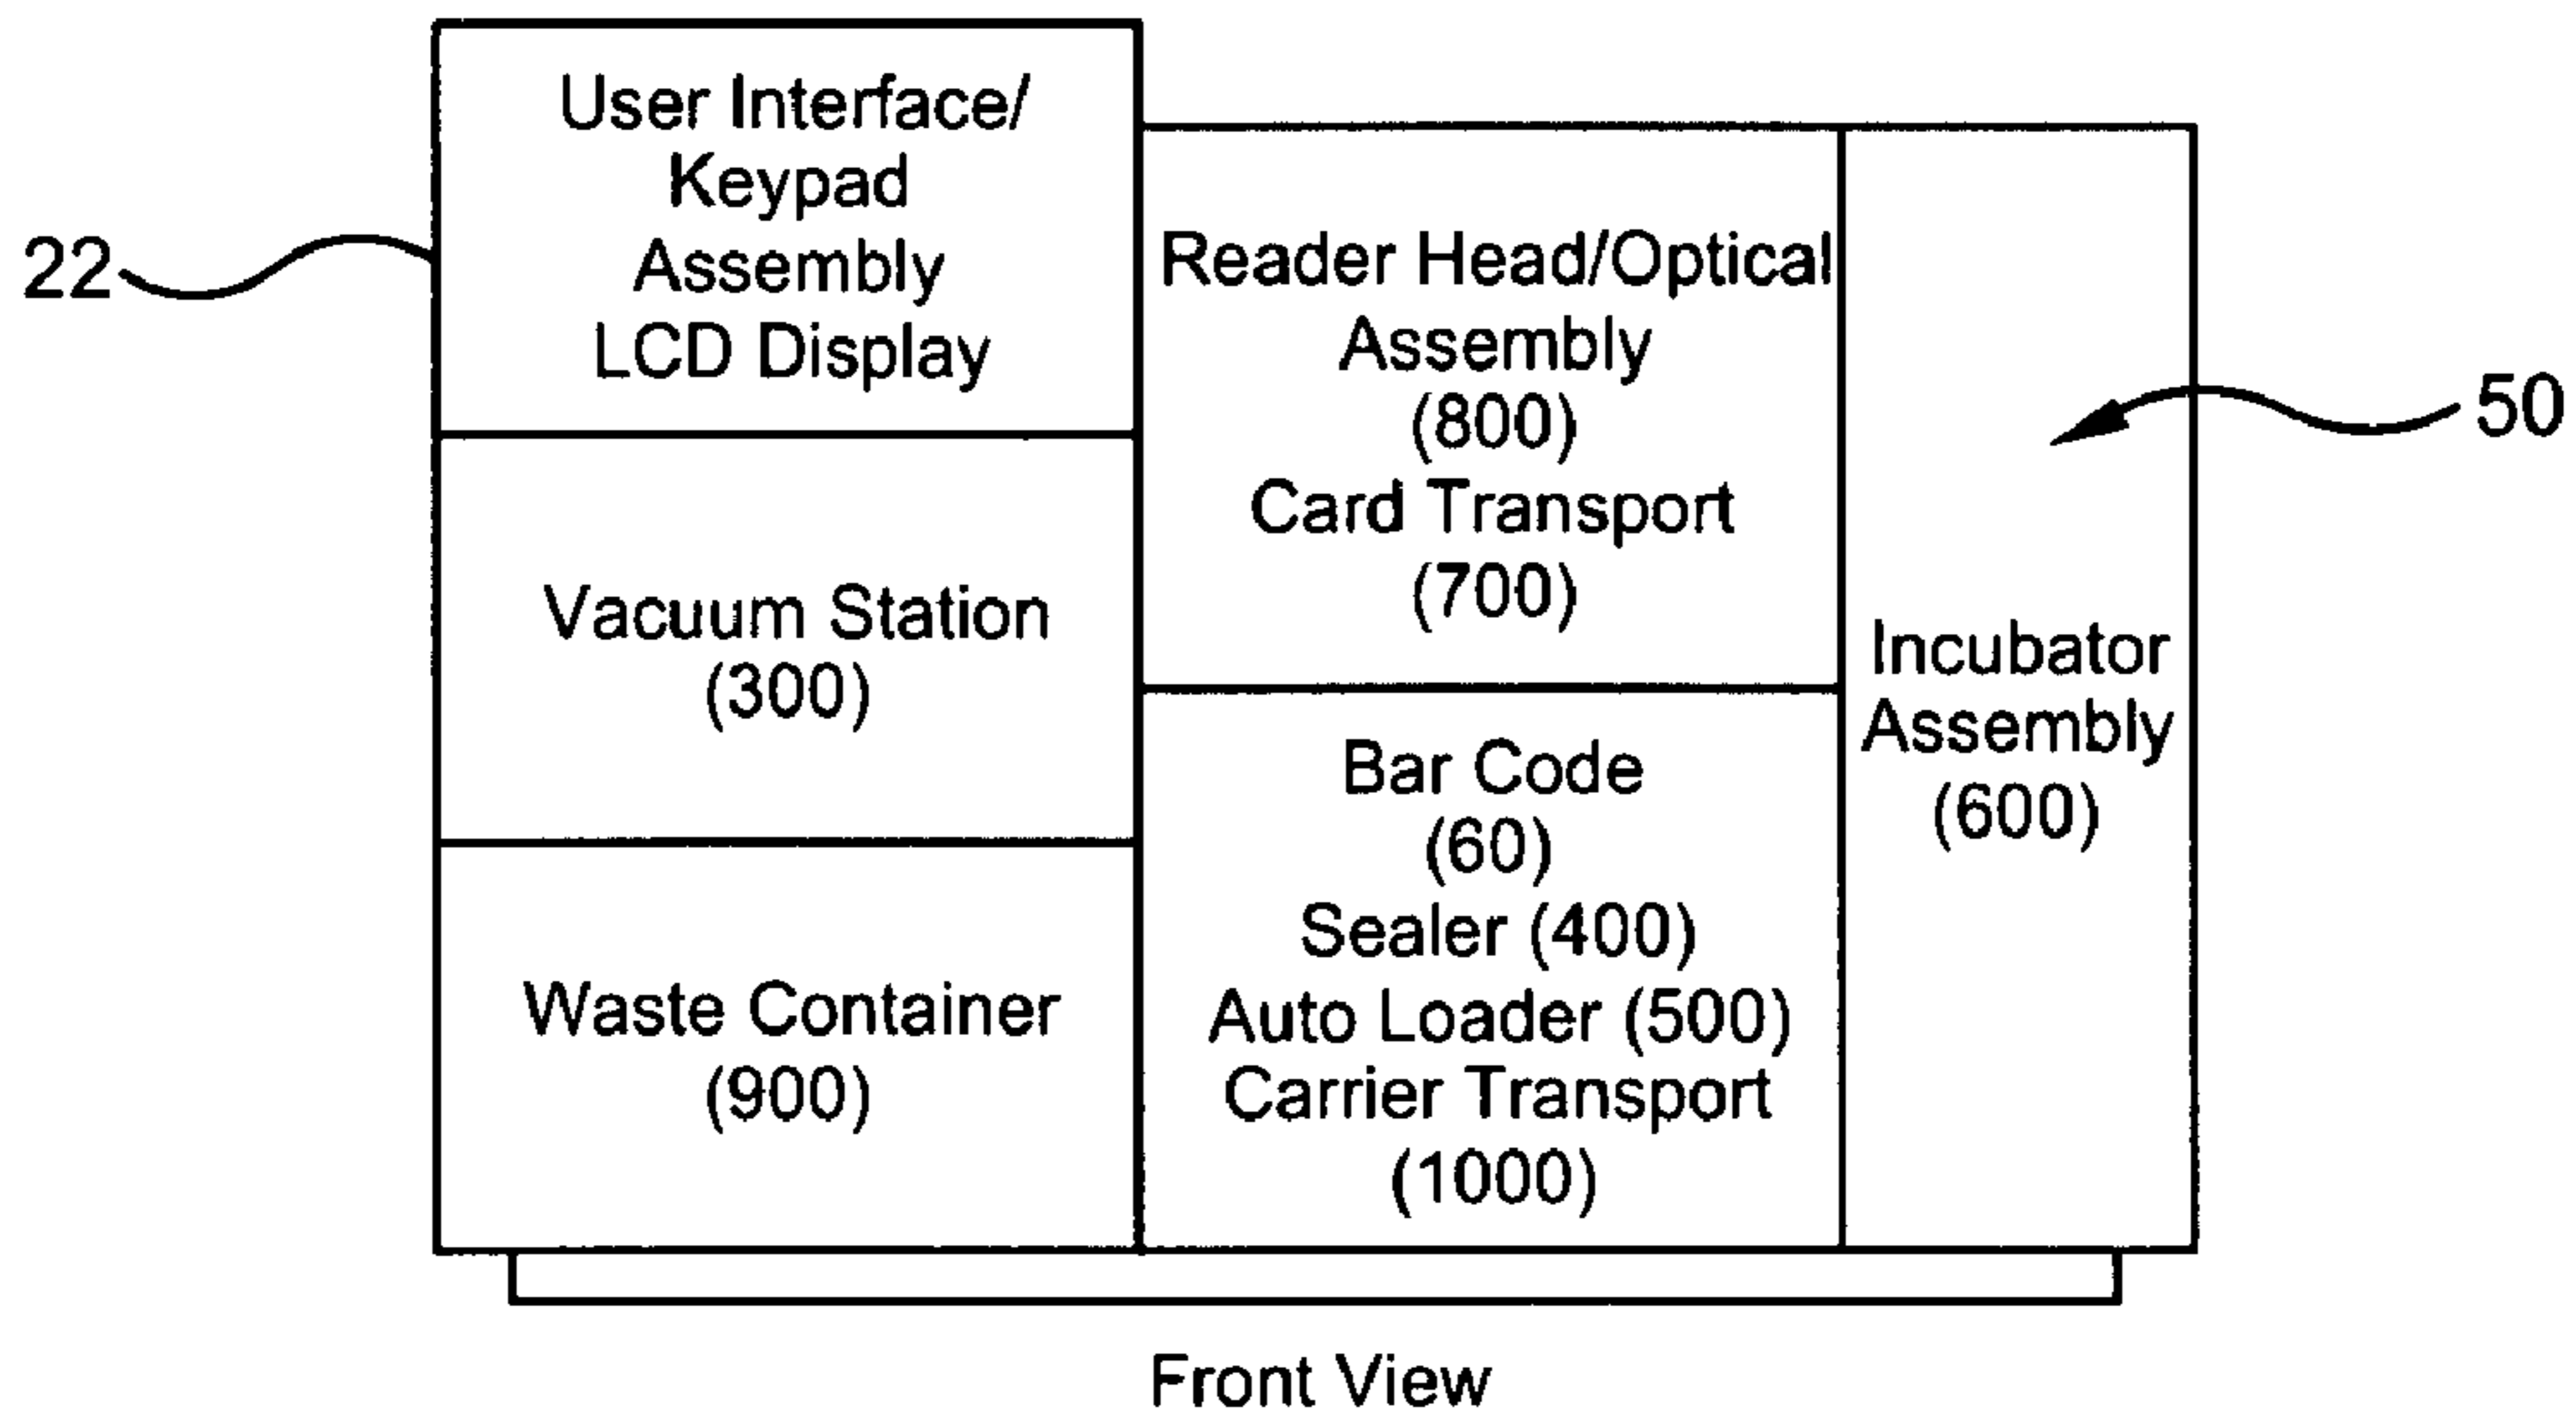 User Interface/
Keypad
Assembly
LCD Display
22
Vacuum Station
(300)
Waste Container
(900)
Reader Head/Optical
Assembly
(800)
Card Transport
(700)
Bar Code
(60)
Sealer (400)
Auto Loader (500)
Carrier Transport
(1000)
50
Incubator
Assembly
(600)
Front View